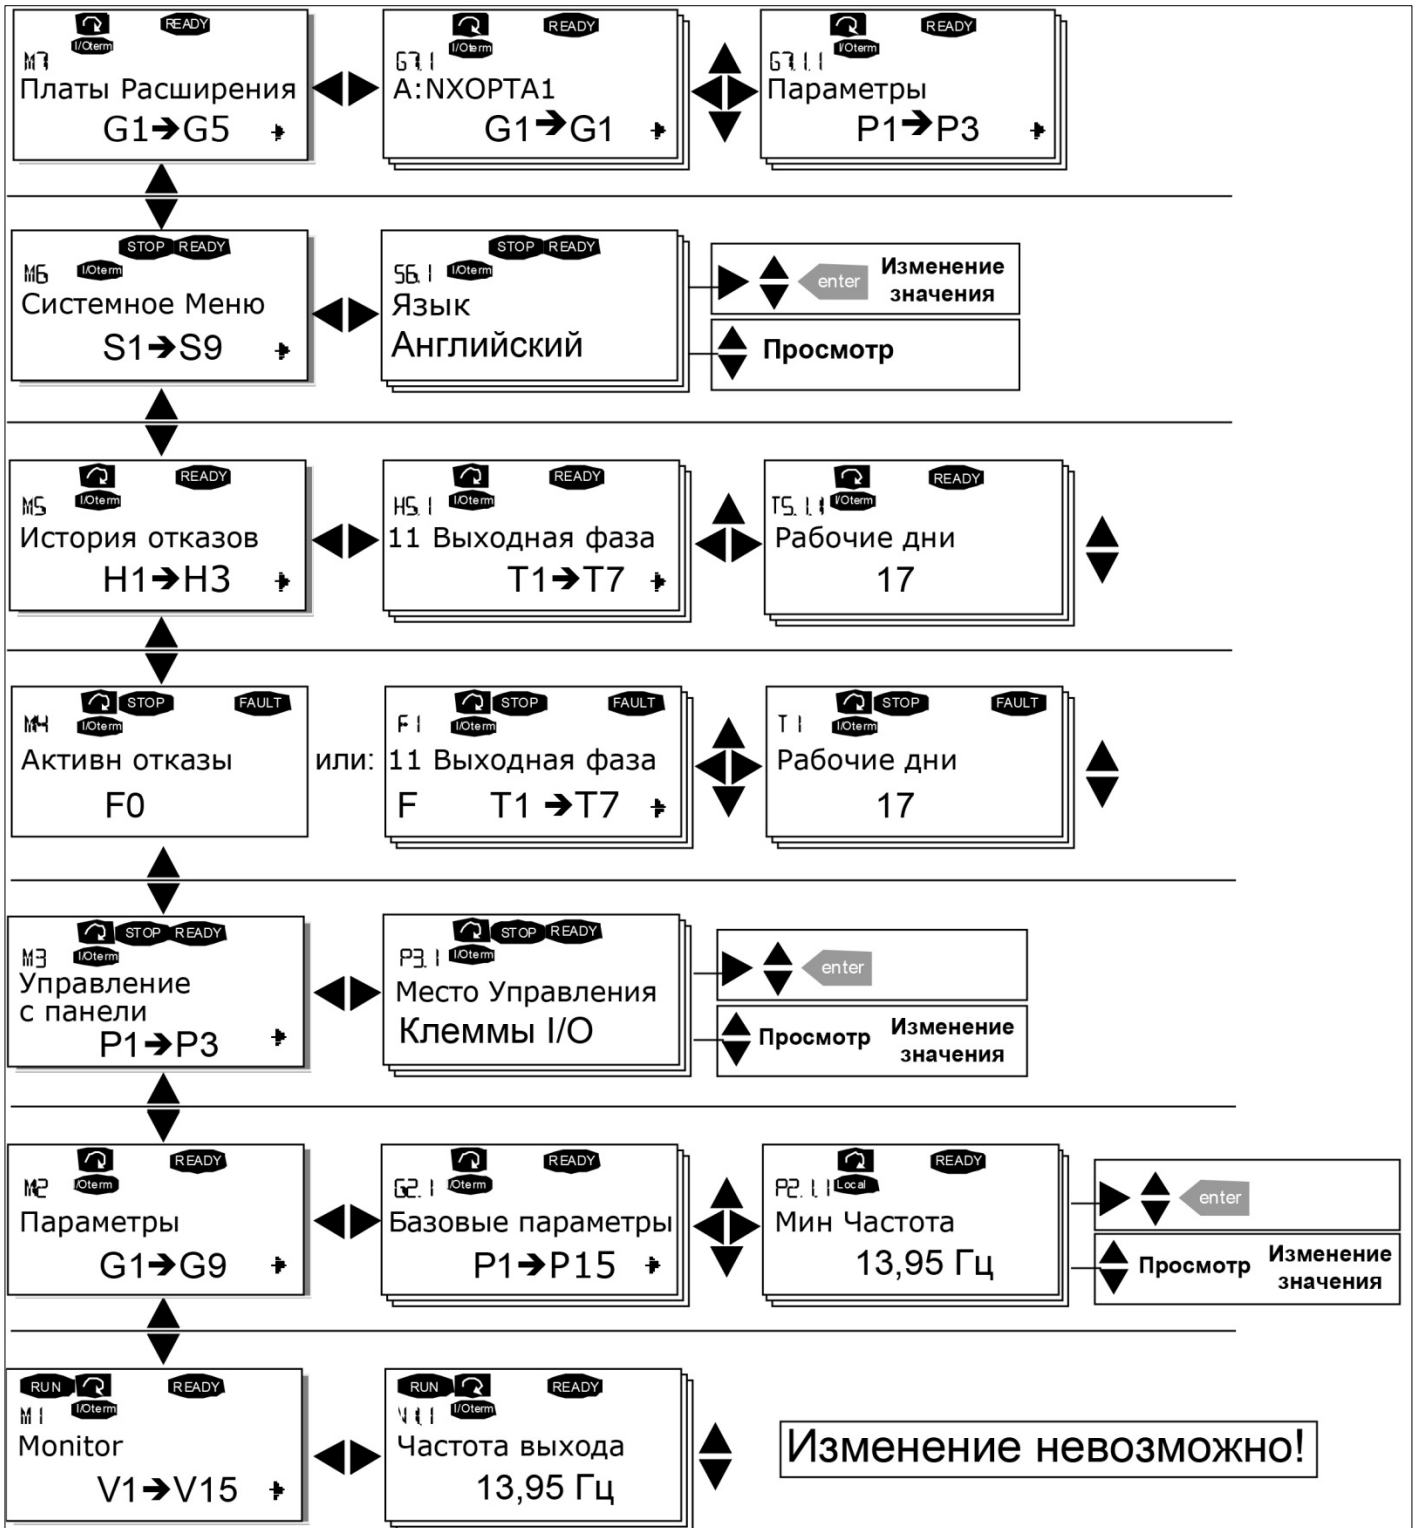 READY
I/Oterm
M7
Платы Расширения
G1➔G5
READY
I/Oterm
G7.1
A:NXOPTA1
G1➔G1
READY
I/Oterm
G7.1.1
Параметры
P1➔P3
STOP READY
I/Oterm
M6
Системное Меню
S1➔S9
STOP READY
I/Oterm
S6.1
Язык
Английский
enter
Изменение
значения
Просмотр
READY
I/Oterm
M5
История отказов
H1➔H3
READY
I/Oterm
H5.1
11 Выходная фаза
T1➔T7
READY
I/Oterm
T5.1.1
Рабочие дни
17
STOP FAULT
I/Oterm
M4
Активн отказы
F0
или:
STOP FAULT
I/Oterm
F1
11 Выходная фаза
F T1 ➔T7
STOP FAULT
I/Oterm
T1
Рабочие дни
17
STOP READY
I/Oterm
M3
Управление
с панели
P1➔P3
STOP READY
I/Oterm
P3.1
Место Управления
Клеммы I/O
enter
Просмотр
Изменение
значения
READY
I/Oterm
M2
Параметры
G1➔G9
READY
I/Oterm
G2.1
Базовые параметры
P1➔P15
READY
Local
P2.1.1
Мин Частота
13,95 Гц
enter
Просмотр
Изменение
значения
RUN READY
I/Oterm
M1
Monitor
V1➔V15
RUN READY
I/Oterm
V1.1
Частота выхода
13,95 Гц
Изменение невозможно!